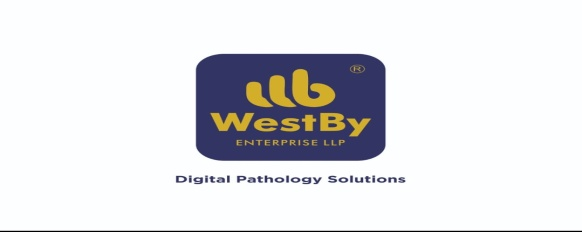 ®
WestBy
ENTERPRISE LLP
Digital Pathology Solutions